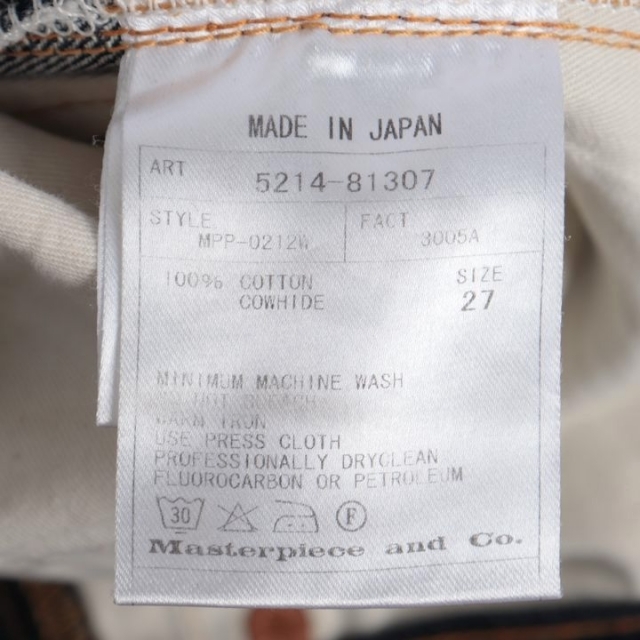 MADE IN JAPAN
ART 5214-81307
STYLE MPP-0212W FACT 3005A
100% COTTON
COWHIDE
SIZE 27
MINIMUM MACHINE WASH
IRON
USE PRESS CLOTH
PROFESSIONALLY DRYCLEAN
FLUOROCARBON OR PETROLEUM
30 F
Masterpiece and Co.